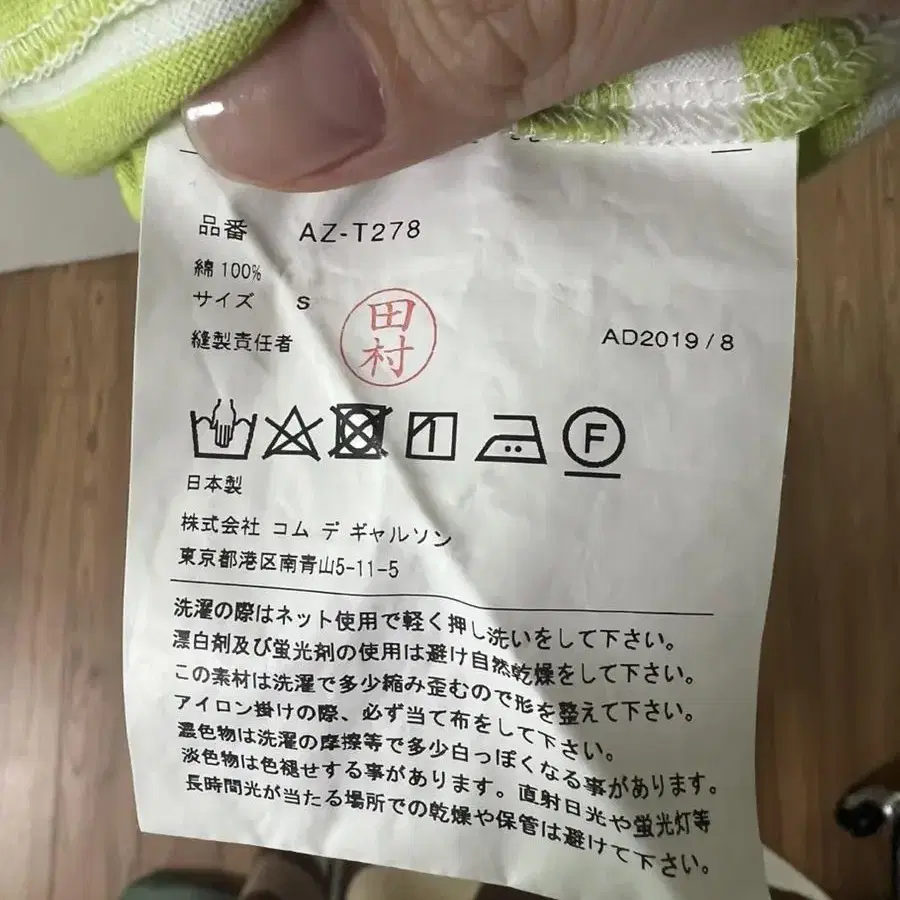 品番 AZ-T278
綿 100%
サイズ S
縫製責任者 田村 AD2019/8
F
日本製
株式会社 コム デ ギャルソン
東京都港区南青山5-11-5
洗濯の際はネット使用で軽く押し洗いをして下さい。
漂白剤及び蛍光剤の使用は避け自然乾燥をして下さい。
この素材は洗濯で多少縮み歪むので形を整えて下さい。
アイロン掛けの際、必ず当て布をして下さい。
濃色物は洗濯の摩擦等で多少白っぽくなる事があります。
淡色物は色褪せする事があります。直射日光や蛍光灯等
長時間光が当たる場所での乾燥や保管は避けて下さい。